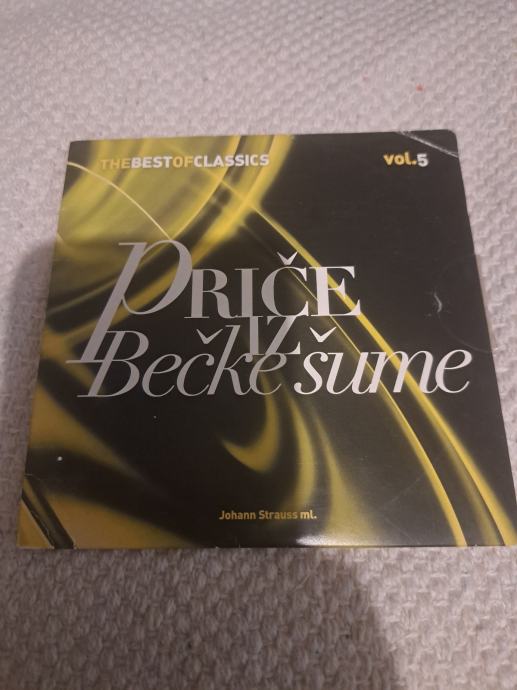 THEBESTOFCLASSICS
vol.5
PRIČE
IZ
Bečke šume
Johann Strauss ml.